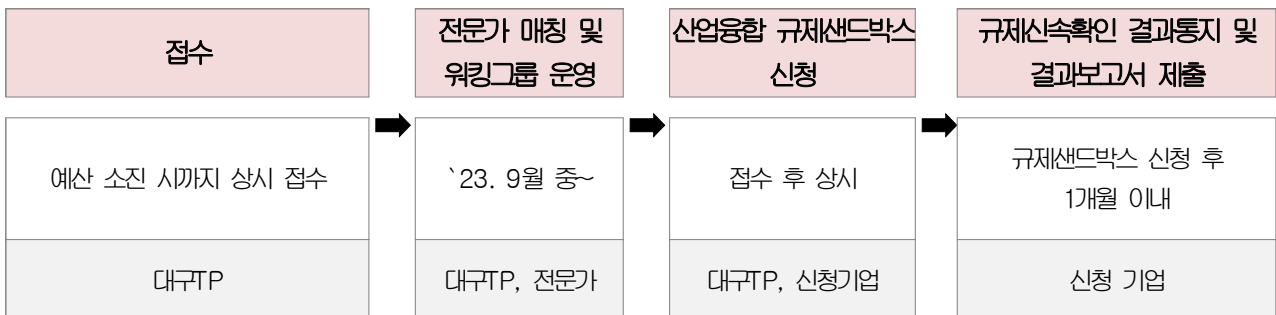 접수
전문가 매칭 및
워킹그룹 운영
산업융합 규제샌드박스
신청
규제신속확인 결과통지 및
결과보고서 제출
예산 소진 시까지 상시 접수
`23. 9월 중~
접수 후 상시
규제샌드박스 신청 후
1개월 이내
대구TP
대구TP, 전문가
대구TP, 신청기업
신청 기업